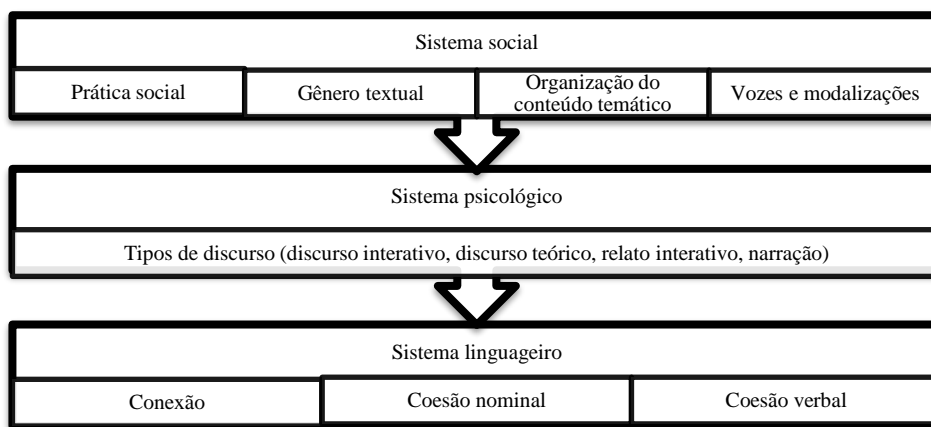 Sistema social
Prática social
Gênero textual
Organização do
conteúdo temático
Vozes e modalizações
Sistema psicológico
Tipos de discurso (discurso interativo, discurso teórico, relato interativo, narração)
Sistema linguageiro
Conexão
Coesão nominal
Coesão verbal